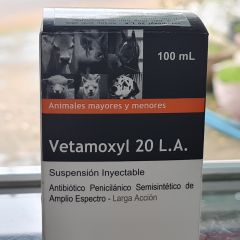 100 mL
Animales mayores y menores
Vetamoxyl 20 L.A.
Suspensión Inyectable
Antibiótico Penicilánico Semisintético de
Amplio Espectro - Larga Acción